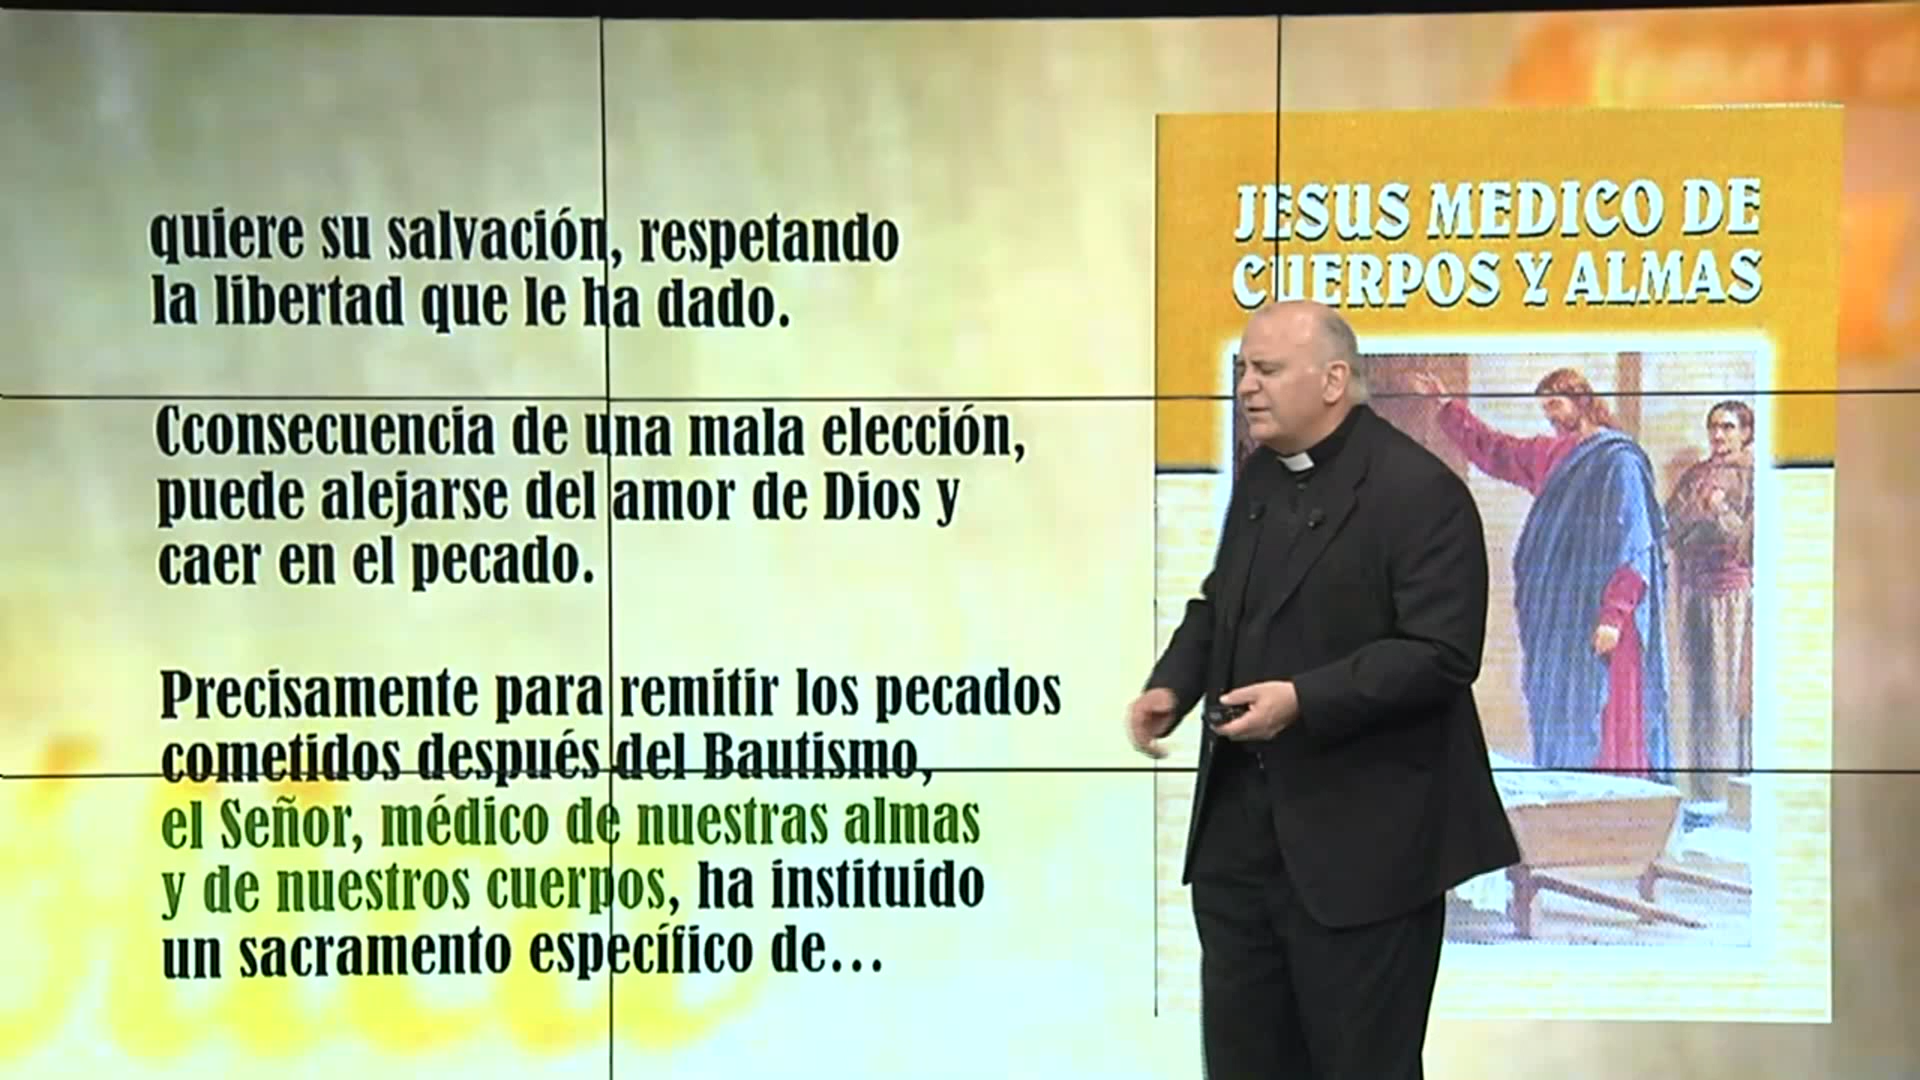 quiere su salvación, respetando
la libertad que le ha dado.
Cconsecuencia de una mala elección,
puede alejarse del amor de Dios y
caer en el pecado.
Precisamente para remitir los pecados
cometidos después del Bautismo,
el Señor, médico de nuestras almas
y de nuestros cuerpos, ha instituido
un sacramento específico de...
JESUS MEDICO DE
CUERPOS Y ALMAS